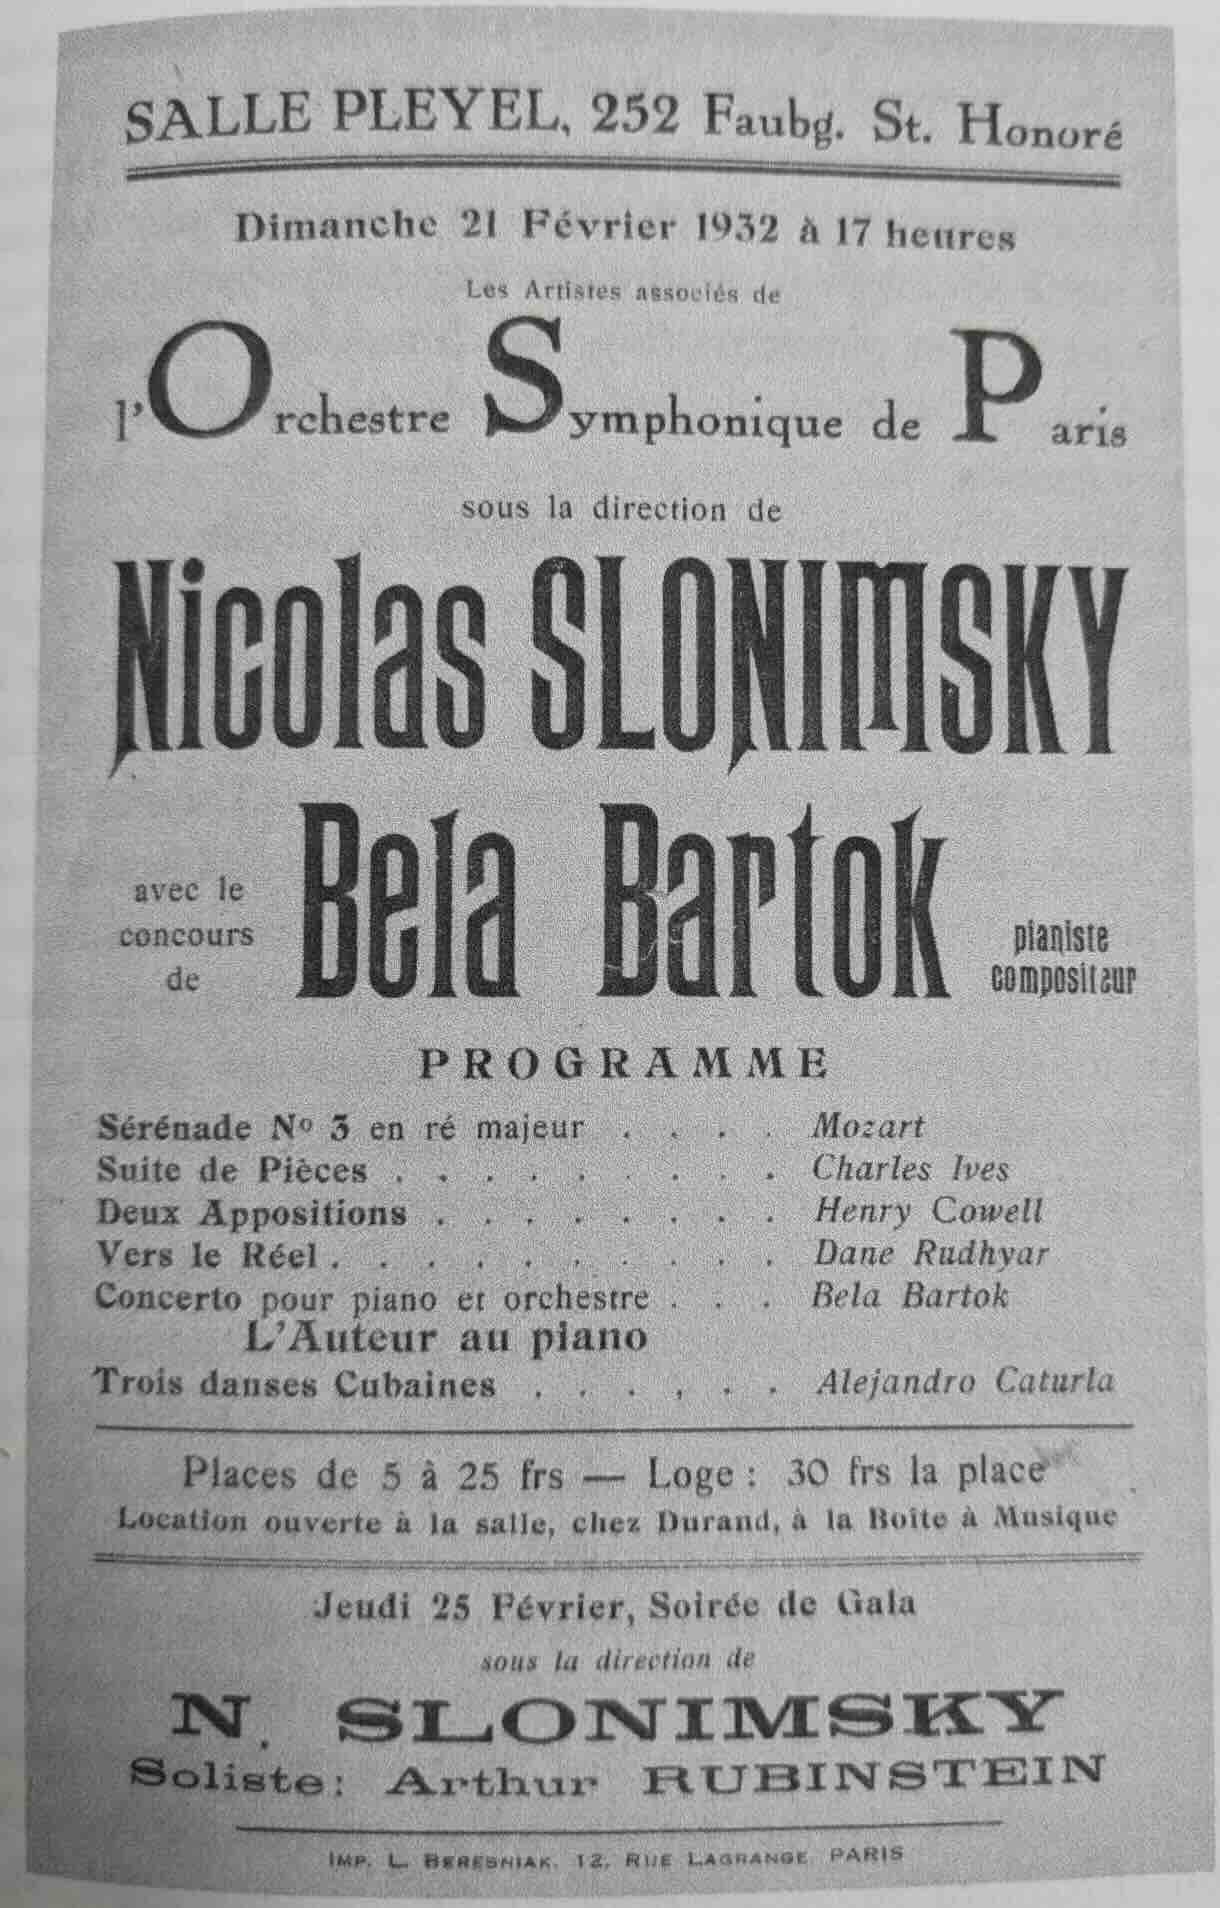 SALLE PLEYEL, 252 Faubg. St. Honoré
Dimanche 21 Février 1932 à 17 heures
Les Artistes associés de
l'Orchestre Symphonique de Paris
sous la direction de
Nicolas SLONIMSKY
avec le concours de Bela Bartok pianiste compositeur
PROGRAMME
Sérénade No 3 en ré majeur . . . . Mozart
Suite de Pièces . . . . . . . . . Charles Ives
Deux Appositions . . . . . . . . Henry Cowell
Vers le Réel . . . . . . . . . . Dane Rudhyar
Concerto pour piano et orchestre . . . Bela Bartok
L'Auteur au piano
Trois danses Cubaines . . . . . . Alejandro Caturla
Places de 5 à 25 frs — Loge : 30 frs la place
Location ouverte à la salle, chez Durand, à la Boîte à Musique
Jeudi 25 Février, Soirée de Gala
sous la direction de
N. SLONIMSKY
Soliste: Arthur RUBINSTEIN
IMP. L. BERESNIAK, 12, RUE LAGRANGE, PARIS